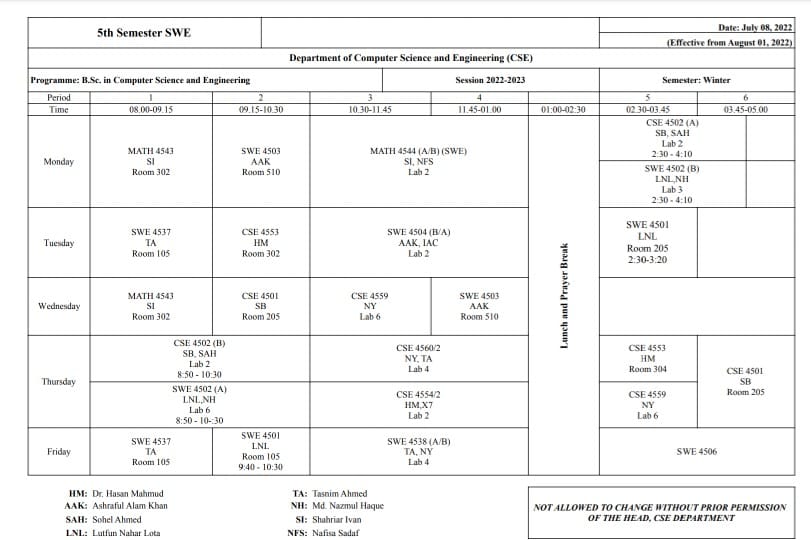 5th Semester SWE
Date: July 08, 2022
(Effective from August 01, 2022)
Department of Computer Science and Engineering (CSE)
Programme: B.Sc. in Computer Science and Engineering
Session 2022-2023
Semester: Winter
Period 1 2 3 4 5 6
Time 08.00-09.15 09.15-10.30 10.30-11.45 11.45-01.00 01:00-02:30 02.30-03.45 03.45-05.00
Monday
MATH 4543
SI
Room 302
SWE 4503
AAK
Room 510
MATH 4544 (A/B) (SWE)
SI, NFS
Lab 2
CSE 4502 (A)
SB, SAH
Lab 2
2:30 - 4:10
SWE 4502 (B)
LNL,NH
Lab 3
2:30 - 4:10
Lunch and Prayer Break
Tuesday
SWE 4537
TA
Room 105
CSE 4553
HM
Room 302
SWE 4504 (B/A)
AAK, IAC
Lab 2
SWE 4501
LNL
Room 205
2:30-3:20
Wednesday
MATH 4543
SI
Room 302
CSE 4501
SB
Room 205
CSE 4559
NY
Lab 6
SWE 4503
AAK
Room 510
Thursday
CSE 4502 (B)
SB, SAH
Lab 2
8:50 - 10:30
SWE 4502 (A)
LNL,NH
Lab 6
8:50 - 10-:30
CSE 4560/2
NY, TA
Lab 4
CSE 4554/2
HM,X7
Lab 2
CSE 4553
HM
Room 304
CSE 4559
NY
Lab 6
CSE 4501
SB
Room 205
Friday
SWE 4537
TA
Room 105
SWE 4501
LNL
Room 105
9:40 - 10:30
SWE 4538 (A/B)
TA, NY
Lab 4
SWE 4506
HM: Dr. Hasan Mahmud
AAK: Ashraful Alam Khan
SAH: Sohel Ahmed
LNL: Lutfun Nahar Lota
TA: Tasnim Ahmed
NH: Md. Nazmul Haque
SI: Shahriar Ivan
NFS: Nafisa Sadaf
NOT ALLOWED TO CHANGE WITHOUT PRIOR PERMISSION
OF THE HEAD, CSE DEPARTMENT